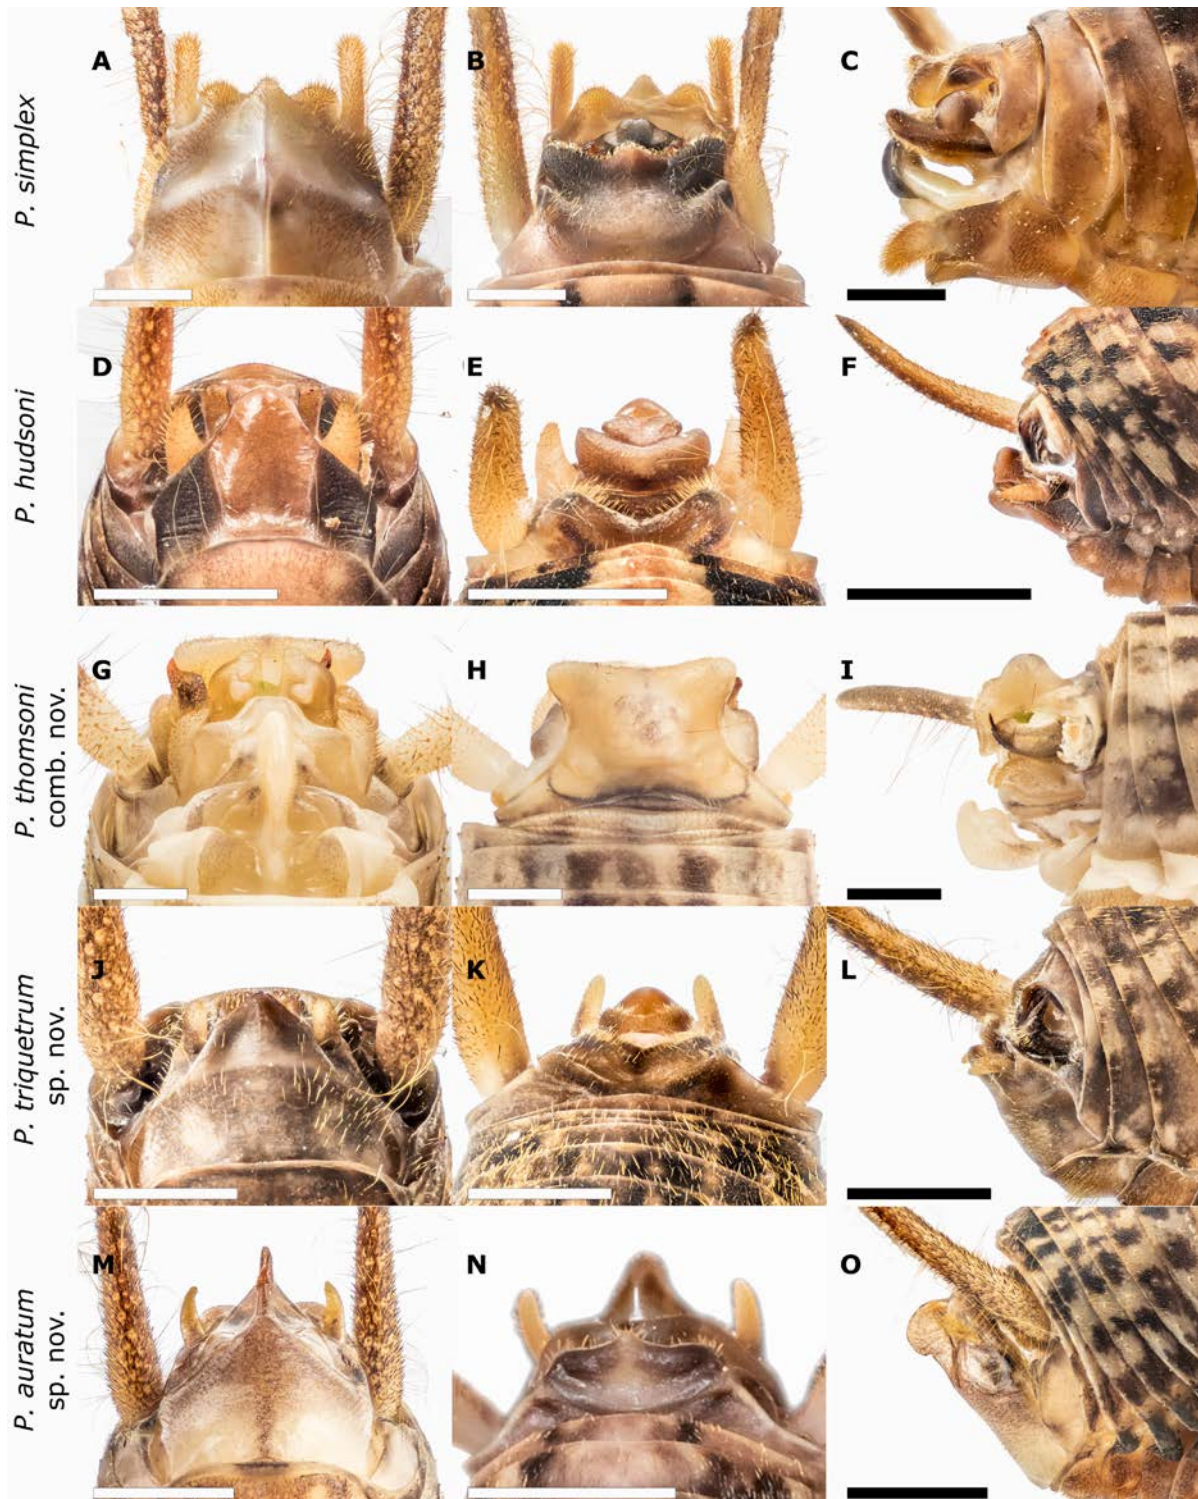 P. simplex
A
B
C
P. hudsoni
D
E
F
P. thomsoni
comb. nov.
G
H
I
P. triquetrum
sp. nov.
J
K
L
P. auratum
sp. nov.
M
N
O